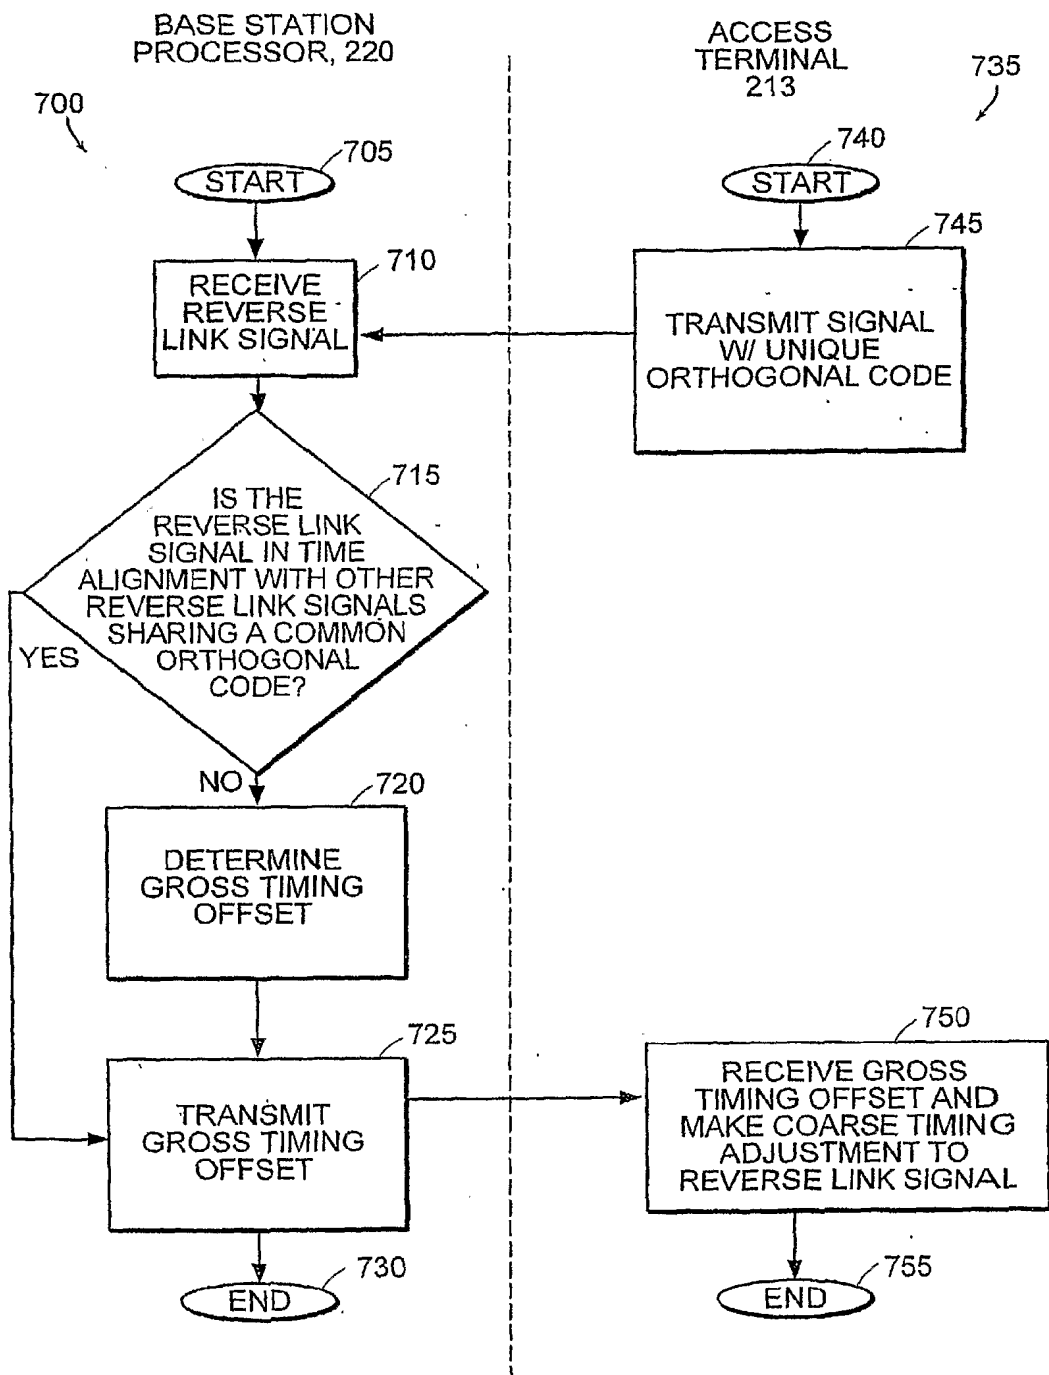 BASE STATION
PROCESSOR, 220
ACCESS
TERMINAL
213
700
735
705
START
740
START
710
RECEIVE
REVERSE
LINK SIGNAL
745
TRANSMIT SIGNAL
W/ UNIQUE
ORTHOGONAL CODE
715
IS THE
REVERSE LINK
SIGNAL IN TIME
ALIGNMENT WITH OTHER
REVERSE LINK SIGNALS
SHARING A COMMON
ORTHOGONAL
CODE?
YES
NO
720
DETERMINE
GROSS TIMING
OFFSET
725
TRANSMIT
GROSS TIMING
OFFSET
750
RECEIVE GROSS
TIMING OFFSET AND
MAKE COARSE TIMING
ADJUSTMENT TO
REVERSE LINK SIGNAL
730
END
755
END